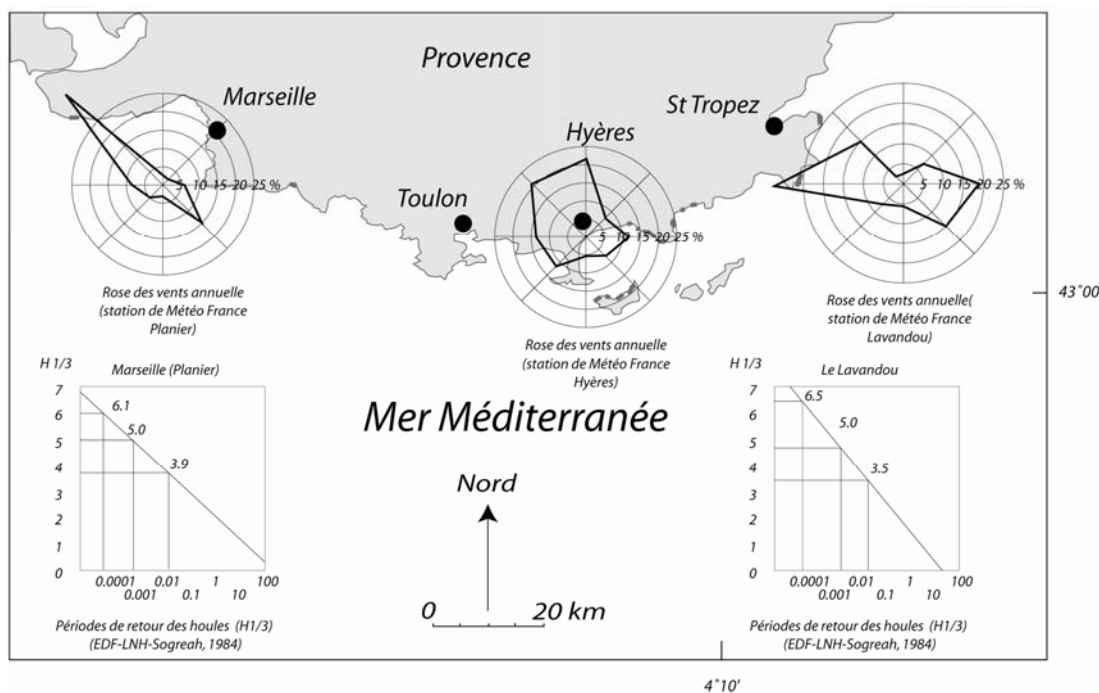 Provence
Marseille
St Tropez
Hyères
Toulon
5 10 15 20 25 %
5 10 15 20 25 %
5 10 15 20 25 %
Rose des vents annuelle
(station de Météo France
Planier)
Rose des vents annuelle
(station de Météo France
Hyères)
Rose des vents annuelle(
station de Météo France
Lavandou)
43°00
Mer Méditerranée
Nord
0 20 km
H 1/3
Marseille (Planier)
7
6
5
4
3
2
1
0
6.1
5.0
3.9
0.0001 0.01 1 100
0.001 0.1 10
Périodes de retour des houles (H1/3)
(EDF-LNH-Sogreah, 1984)
H 1/3
Le Lavandou
7
6
5
4
3
2
1
0
6.5
5.0
3.5
0.0001 0.01 1 100
0.001 0.1 10
Périodes de retour des houles (H1/3)
(EDF-LNH-Sogreah, 1984)
4°10'